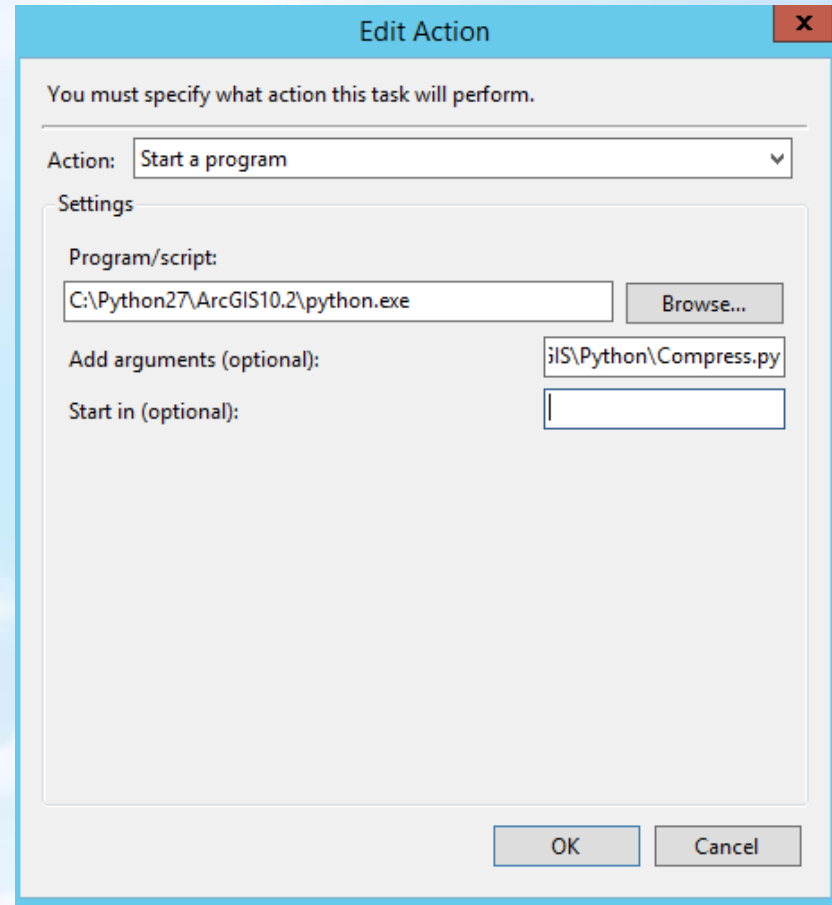 Edit Action
x
You must specify what action this task will perform.
Action: Start a program
Settings
Program/script:
C:\Python27\ArcGIS10.2\python.exe Browse...
Add arguments (optional): GIS\Python\Compress.py
Start in (optional):
OK Cancel